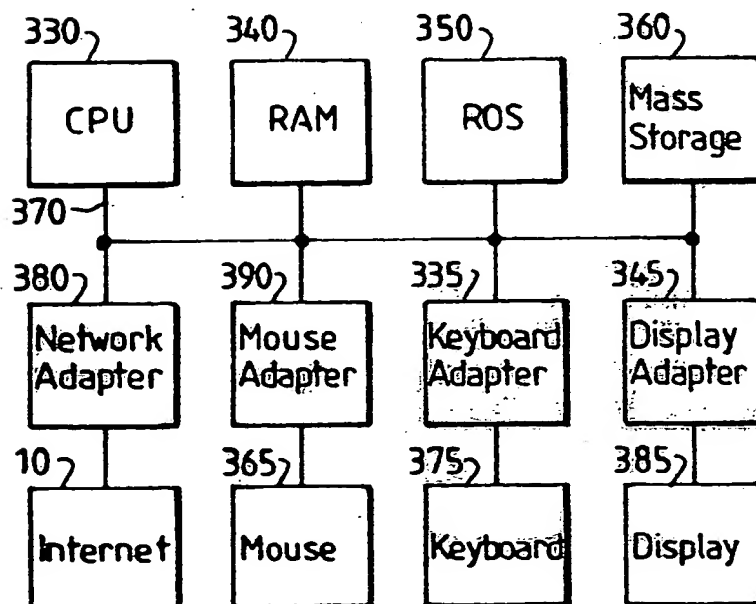 330 340 350 360
CPU RAM ROS Mass Storage
370
380 390 335 345
Network Adapter Mouse Adapter Keyboard Adapter Display Adapter
10 365 375 385
Internet Mouse Keyboard Display